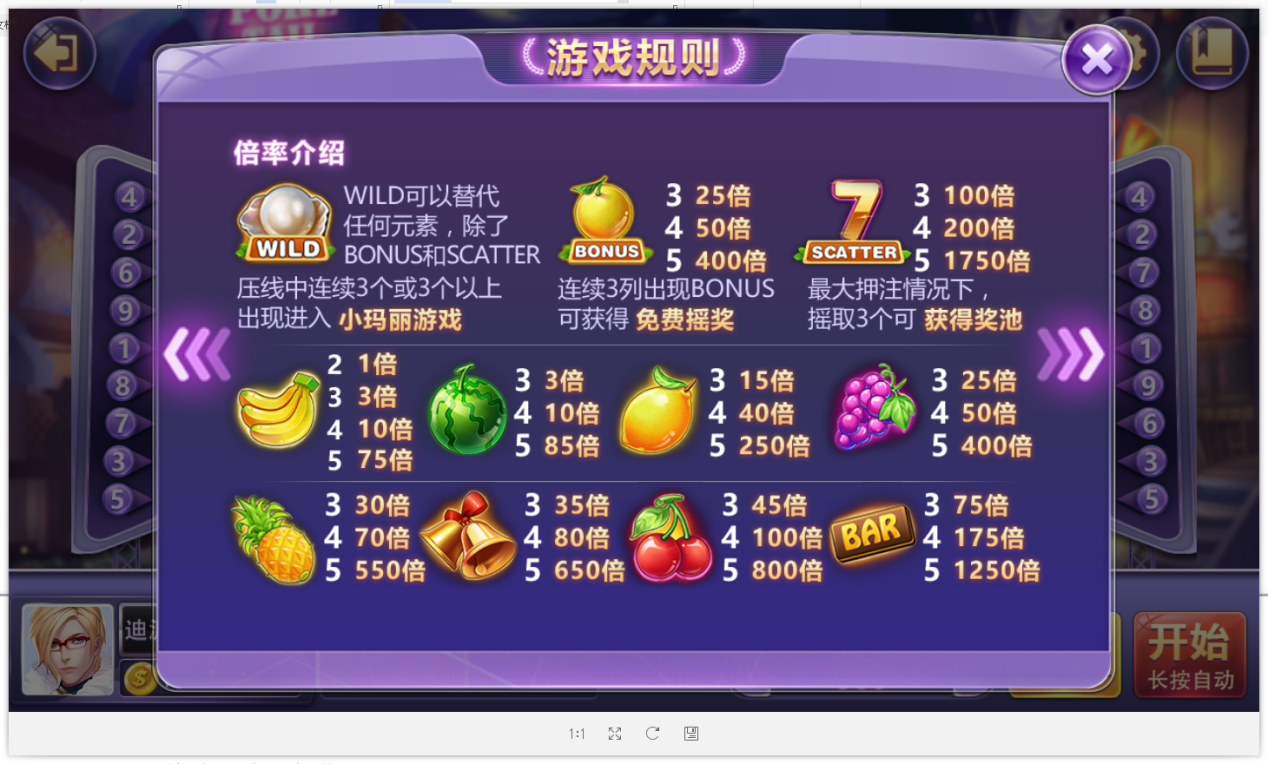 游戏规则
倍率介绍
WILD可以替代
任何元素，除了
BONUS和SCATTER
WILD
压线中连续3个或3个以上
出现进入 小玛丽游戏
BONUS
3 25倍
4 50倍
5 400倍
连续3列出现BONUS
可获得 免费摇奖
7
SCATTER
3 100倍
4 200倍
5 1750倍
最大押注情况下，
摇取3个可 获得奖池
2 1倍
3 3倍
4 10倍
5 75倍
3 3倍
4 10倍
5 85倍
3 15倍
4 40倍
5 250倍
3 25倍
4 50倍
5 400倍
3 30倍
4 70倍
5 550倍
3 35倍
4 80倍
5 650倍
3 45倍
4 100倍
5 800倍
BAR
3 75倍
4 175倍
5 1250倍
4
2
6
9
1
8
7
3
5
4
2
7
8
1
9
6
3
5
迪
$
开始
长按自动
1:1